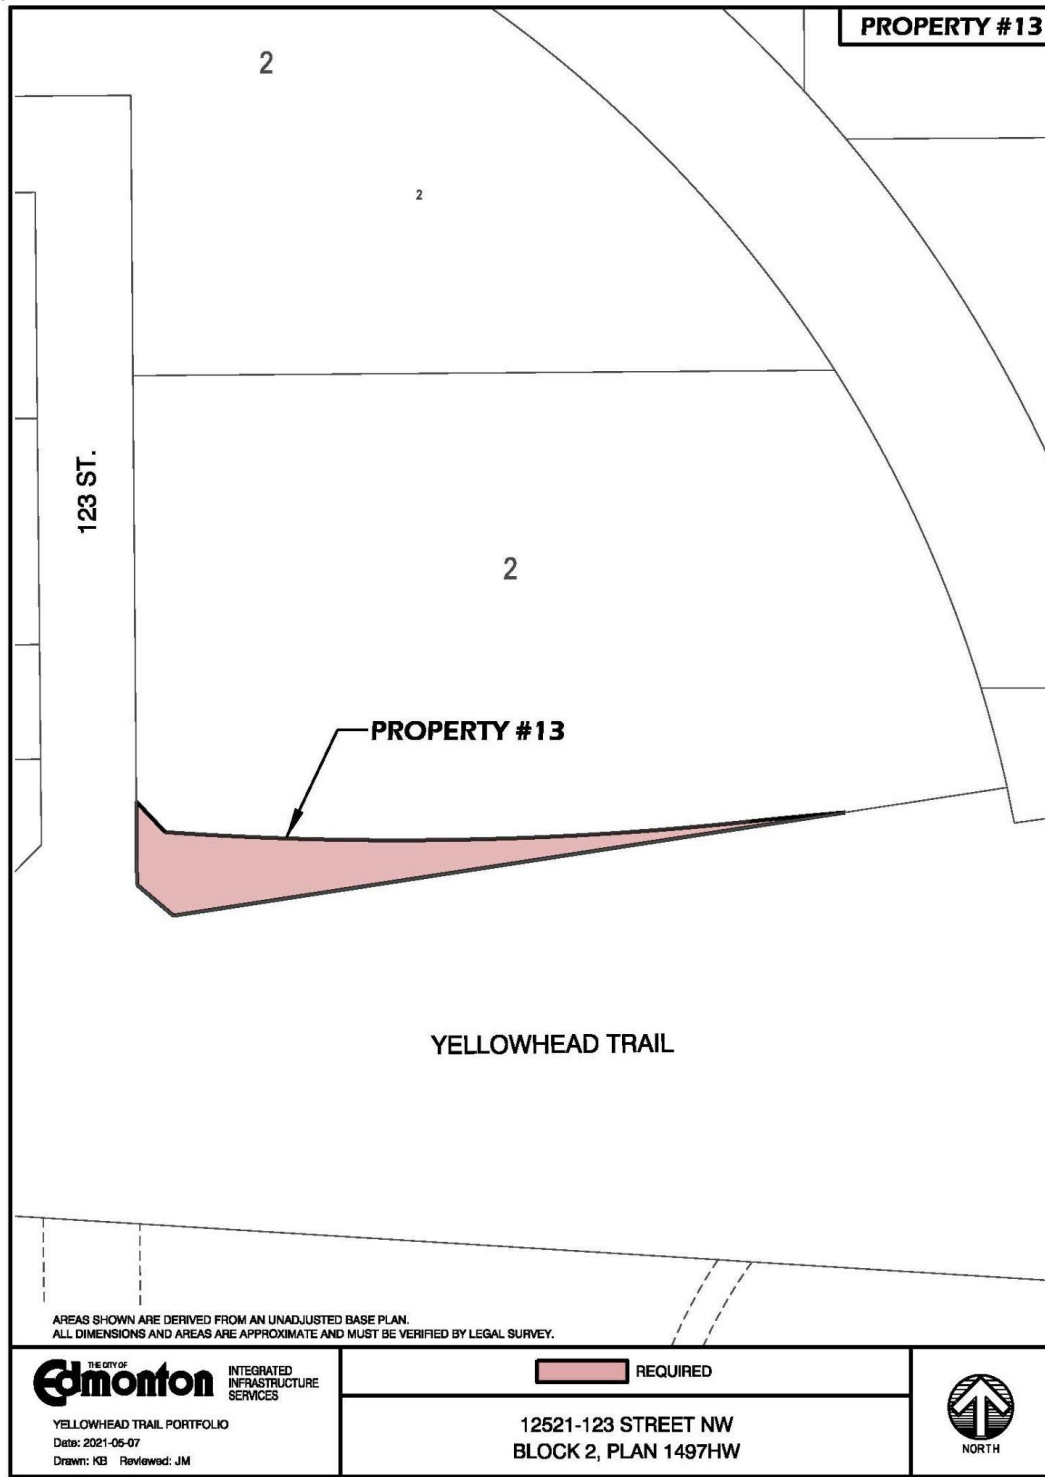 PROPERTY #13
2
2
123 ST.
2
PROPERTY #13
YELLOWHEAD TRAIL
AREAS SHOWN ARE DERIVED FROM AN UNADJUSTED BASE PLAN.
ALL DIMENSIONS AND AREAS ARE APPROXIMATE AND MUST BE VERIFIED BY LEGAL SURVEY.
THE CITY OF
Edmonton
INTEGRATED
INFRASTRUCTURE
SERVICES
YELLOWHEAD TRAIL PORTFOLIO
Date: 2021-05-07
Drawn: KB Reviewed: JM
REQUIRED
12521-123 STREET NW
BLOCK 2, PLAN 1497HW
NORTH